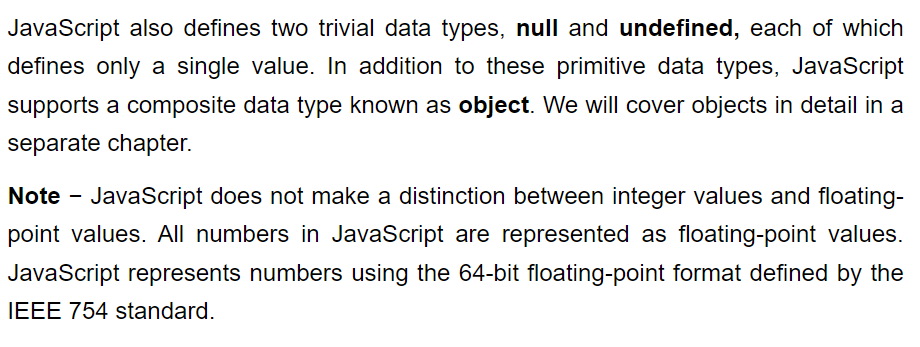 JavaScript also defines two trivial data types, null and undefined, each of which
defines only a single value. In addition to these primitive data types, JavaScript
supports a composite data type known as object. We will cover objects in detail in a
separate chapter.
Note − JavaScript does not make a distinction between integer values and floating-
point values. All numbers in JavaScript are represented as floating-point values.
JavaScript represents numbers using the 64-bit floating-point format defined by the
IEEE 754 standard.